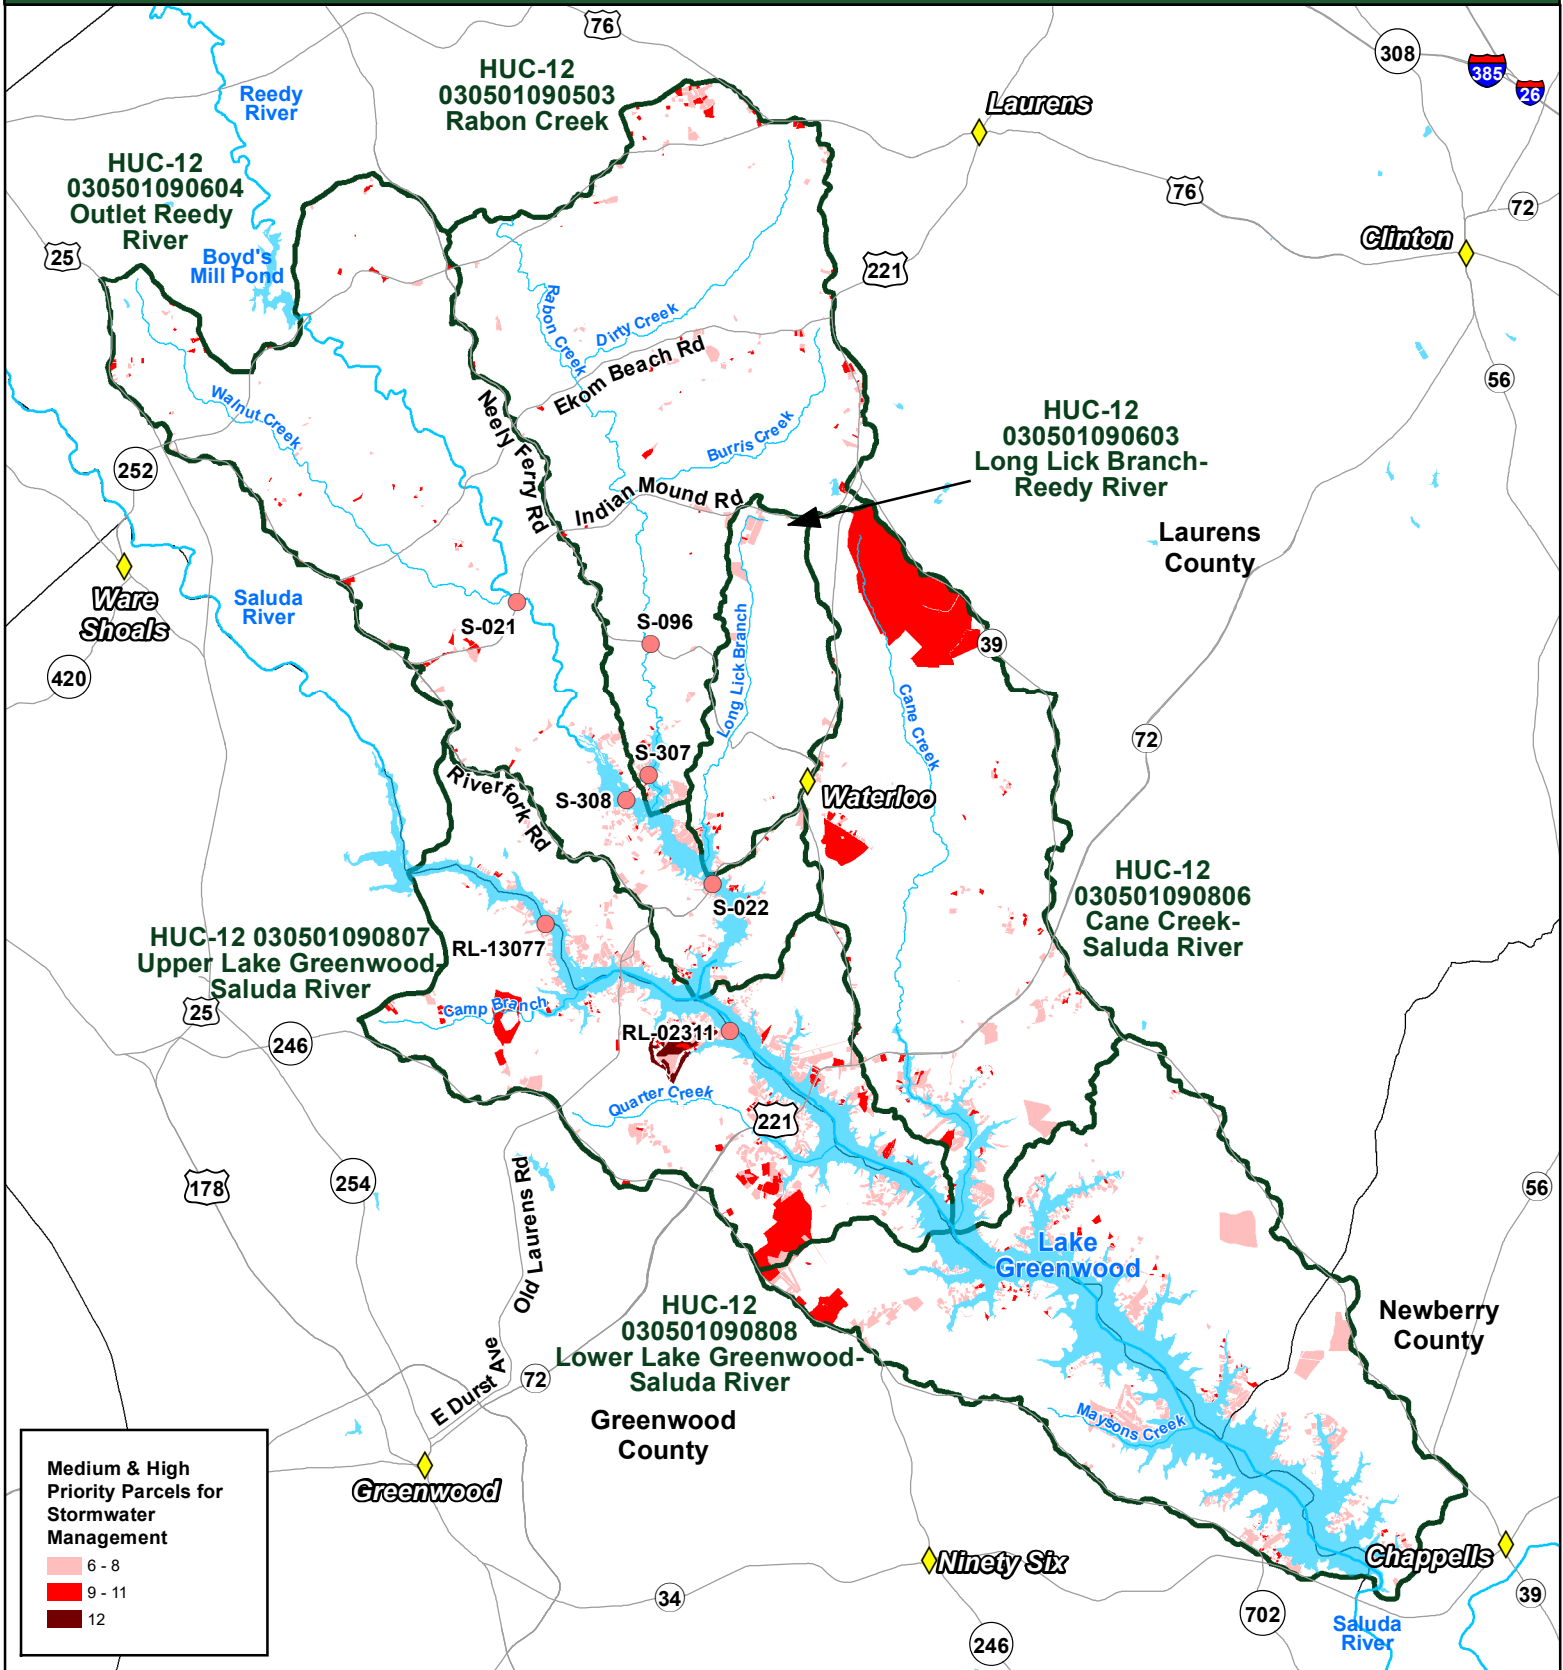 76
308
385
26
HUC-12
030501090503
Rabon Creek
Reedy
River
Laurens
HUC-12
030501090604
Outlet Reedy
River
76
72
25
Boyd's
Mill Pond
221
Clinton
Rabon Creek
Dirty Creek
Ekom Beach Rd
56
Walnut Creek
Neely Ferry Rd
Burris Creek
HUC-12
030501090603
Long Lick Branch-
Reedy River
252
Indian Mound Rd
Laurens
County
Ware
Shoals
Saluda
River
S-021
S-096
39
420
Long Lick Branch
Cane Creek
72
S-307
Riverfork Rd
S-308
Waterloo
HUC-12
030501090806
Cane Creek-
Saluda River
S-022
HUC-12 030501090807
Upper Lake Greenwood-
Saluda River
RL-13077
25
Camp Branch
246
RL-02311
Quarter Creek
221
178
254
Old Laurens Rd
56
Lake
Greenwood
HUC-12
030501090808
Lower Lake Greenwood-
Saluda River
Newberry
County
72
E Durst Ave
Greenwood
County
Maysons Creek
Greenwood
Medium & High
Priority Parcels for
Stormwater
Management
6 - 8
9 - 11
12
Ninety Six
Chappells
34
702
39
246
Saluda
River